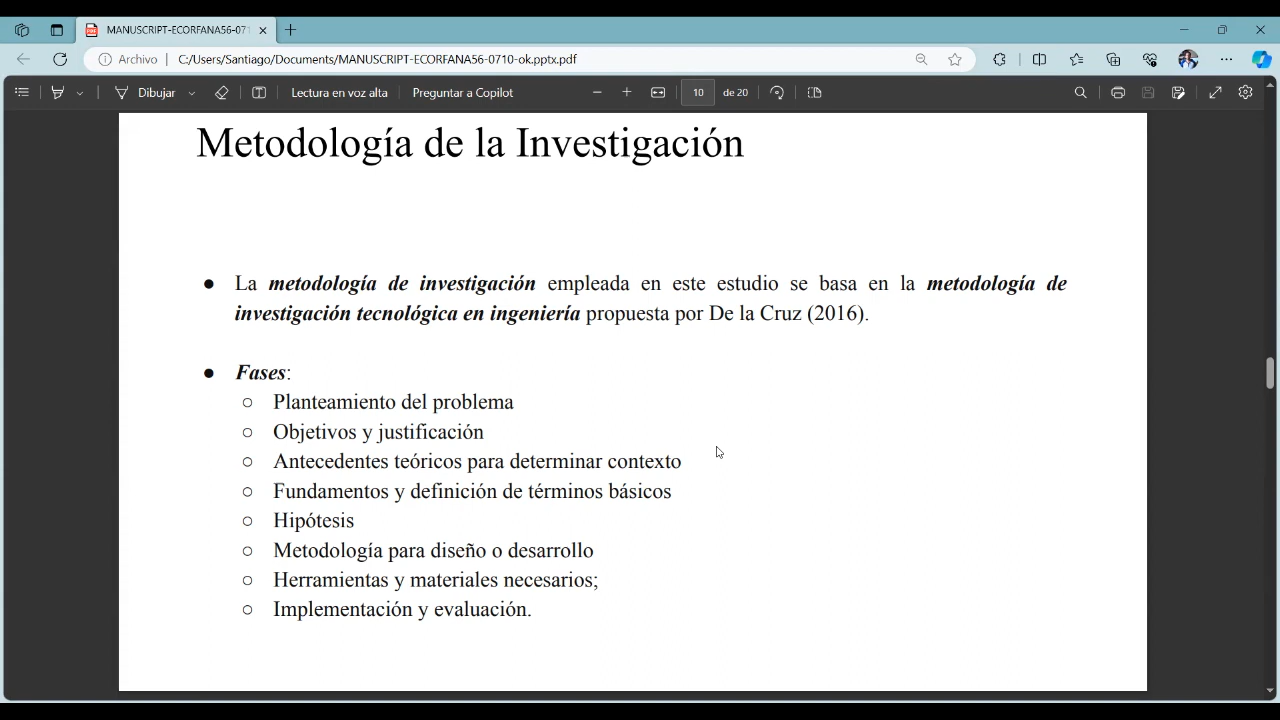 MANUSCRIPT-ECORFANA56-071
Archivo
C:/Users/Santiago/Documents/MANUSCRIPT-ECORFANA56-0710-ok.pptx.pdf
Dibujar
Lectura en voz alta
Preguntar a Copilot
10 de 20
Metodología de la Investigación
● La metodología de investigación empleada en este estudio se basa en la metodología de
investigación tecnológica en ingeniería propuesta por De la Cruz (2016).
● Fases:
○ Planteamiento del problema
○ Objetivos y justificación
○ Antecedentes teóricos para determinar contexto
○ Fundamentos y definición de términos básicos
○ Hipótesis
○ Metodología para diseño o desarrollo
○ Herramientas y materiales necesarios;
○ Implementación y evaluación.